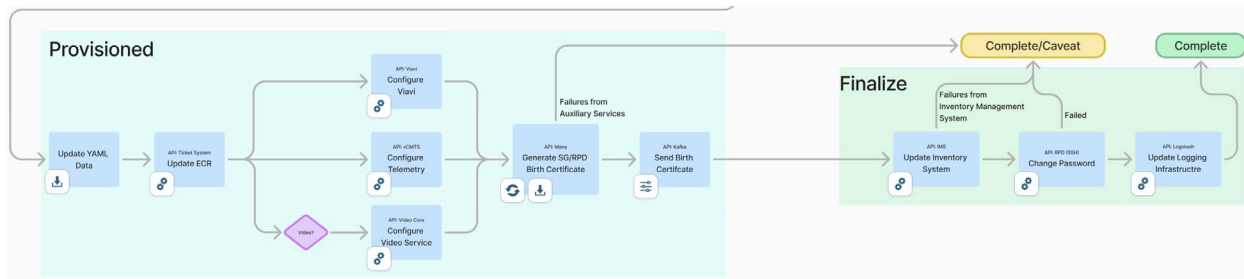 Provisioned
Update YAML
Data
API: Ticket System
Update ECR
API: Viavi
Configure
Viavi
API: vCMTS
Configure
Telemetry
Video?
API: Video Core
Configure
Video Service
Failures from
Auxiliary Services
API: Many
Generate SG/RPD
Birth Certificate
API: Kafka
Send Birth
Certifcate
Complete/Caveat
Complete
Finalize
Failures from
Inventory Management
System
Failed
API: IMS
Update Inventory
System
API: RPD (SSH)
Change Password
API: Logstash
Update Logging
Infrastructre